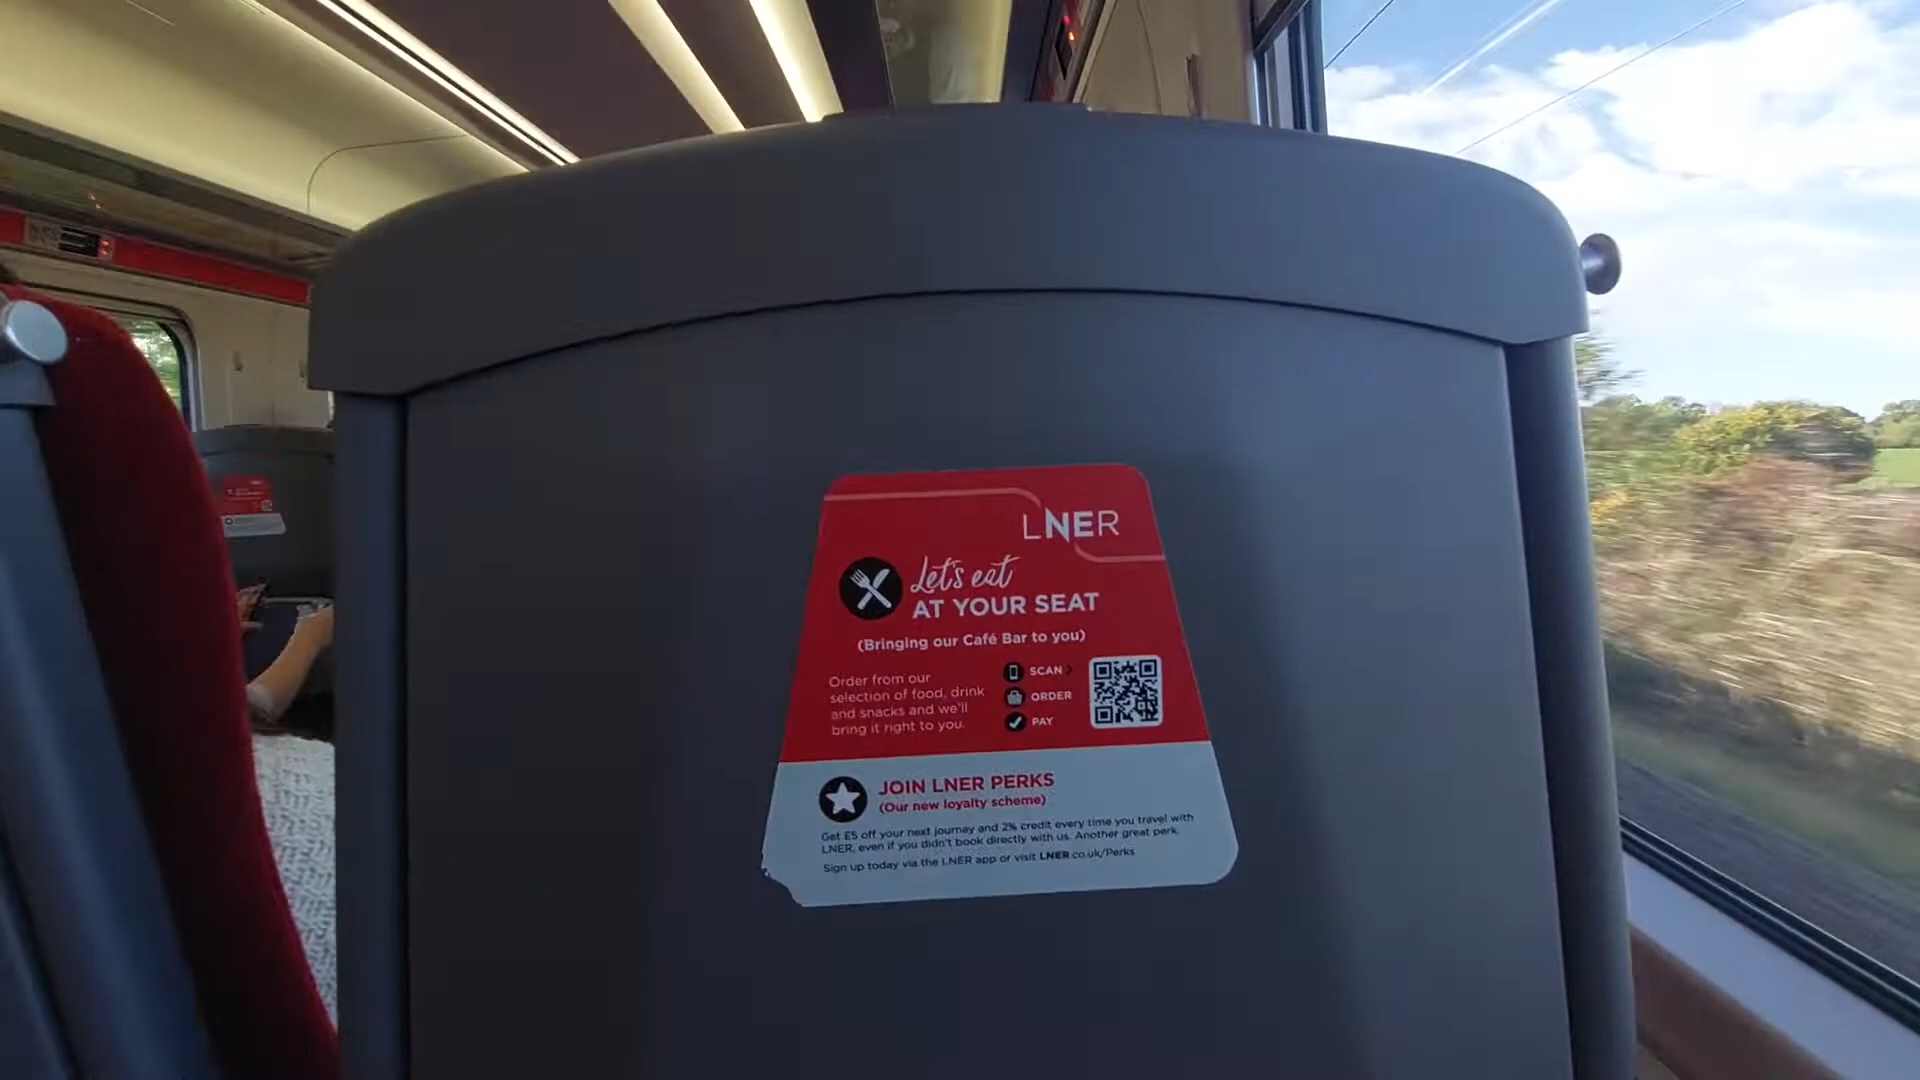 LNER
Let's eat
AT YOUR SEAT
(Bringing our Café Bar to you)
Order from our
selection of food, drink
and snacks and we'll
bring it right to you.
SCAN >
ORDER
PAY
JOIN LNER PERKS
(Our new loyalty scheme)
Get £5 off your next journey and 2% credit every time you travel with
LNER, even if you didn't book directly with us. Another great perk.
Sign up today via the LNER app or visit LNER.co.uk/Perks